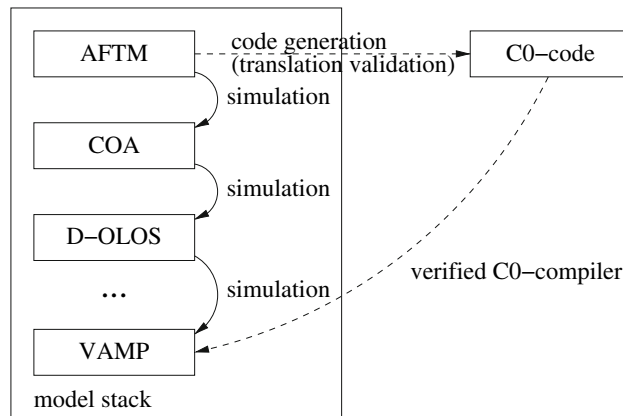 AFTM
code generation
(translation validation)
C0−code
simulation
COA
simulation
D−OLOS
verified C0−compiler
...
simulation
VAMP
model stack